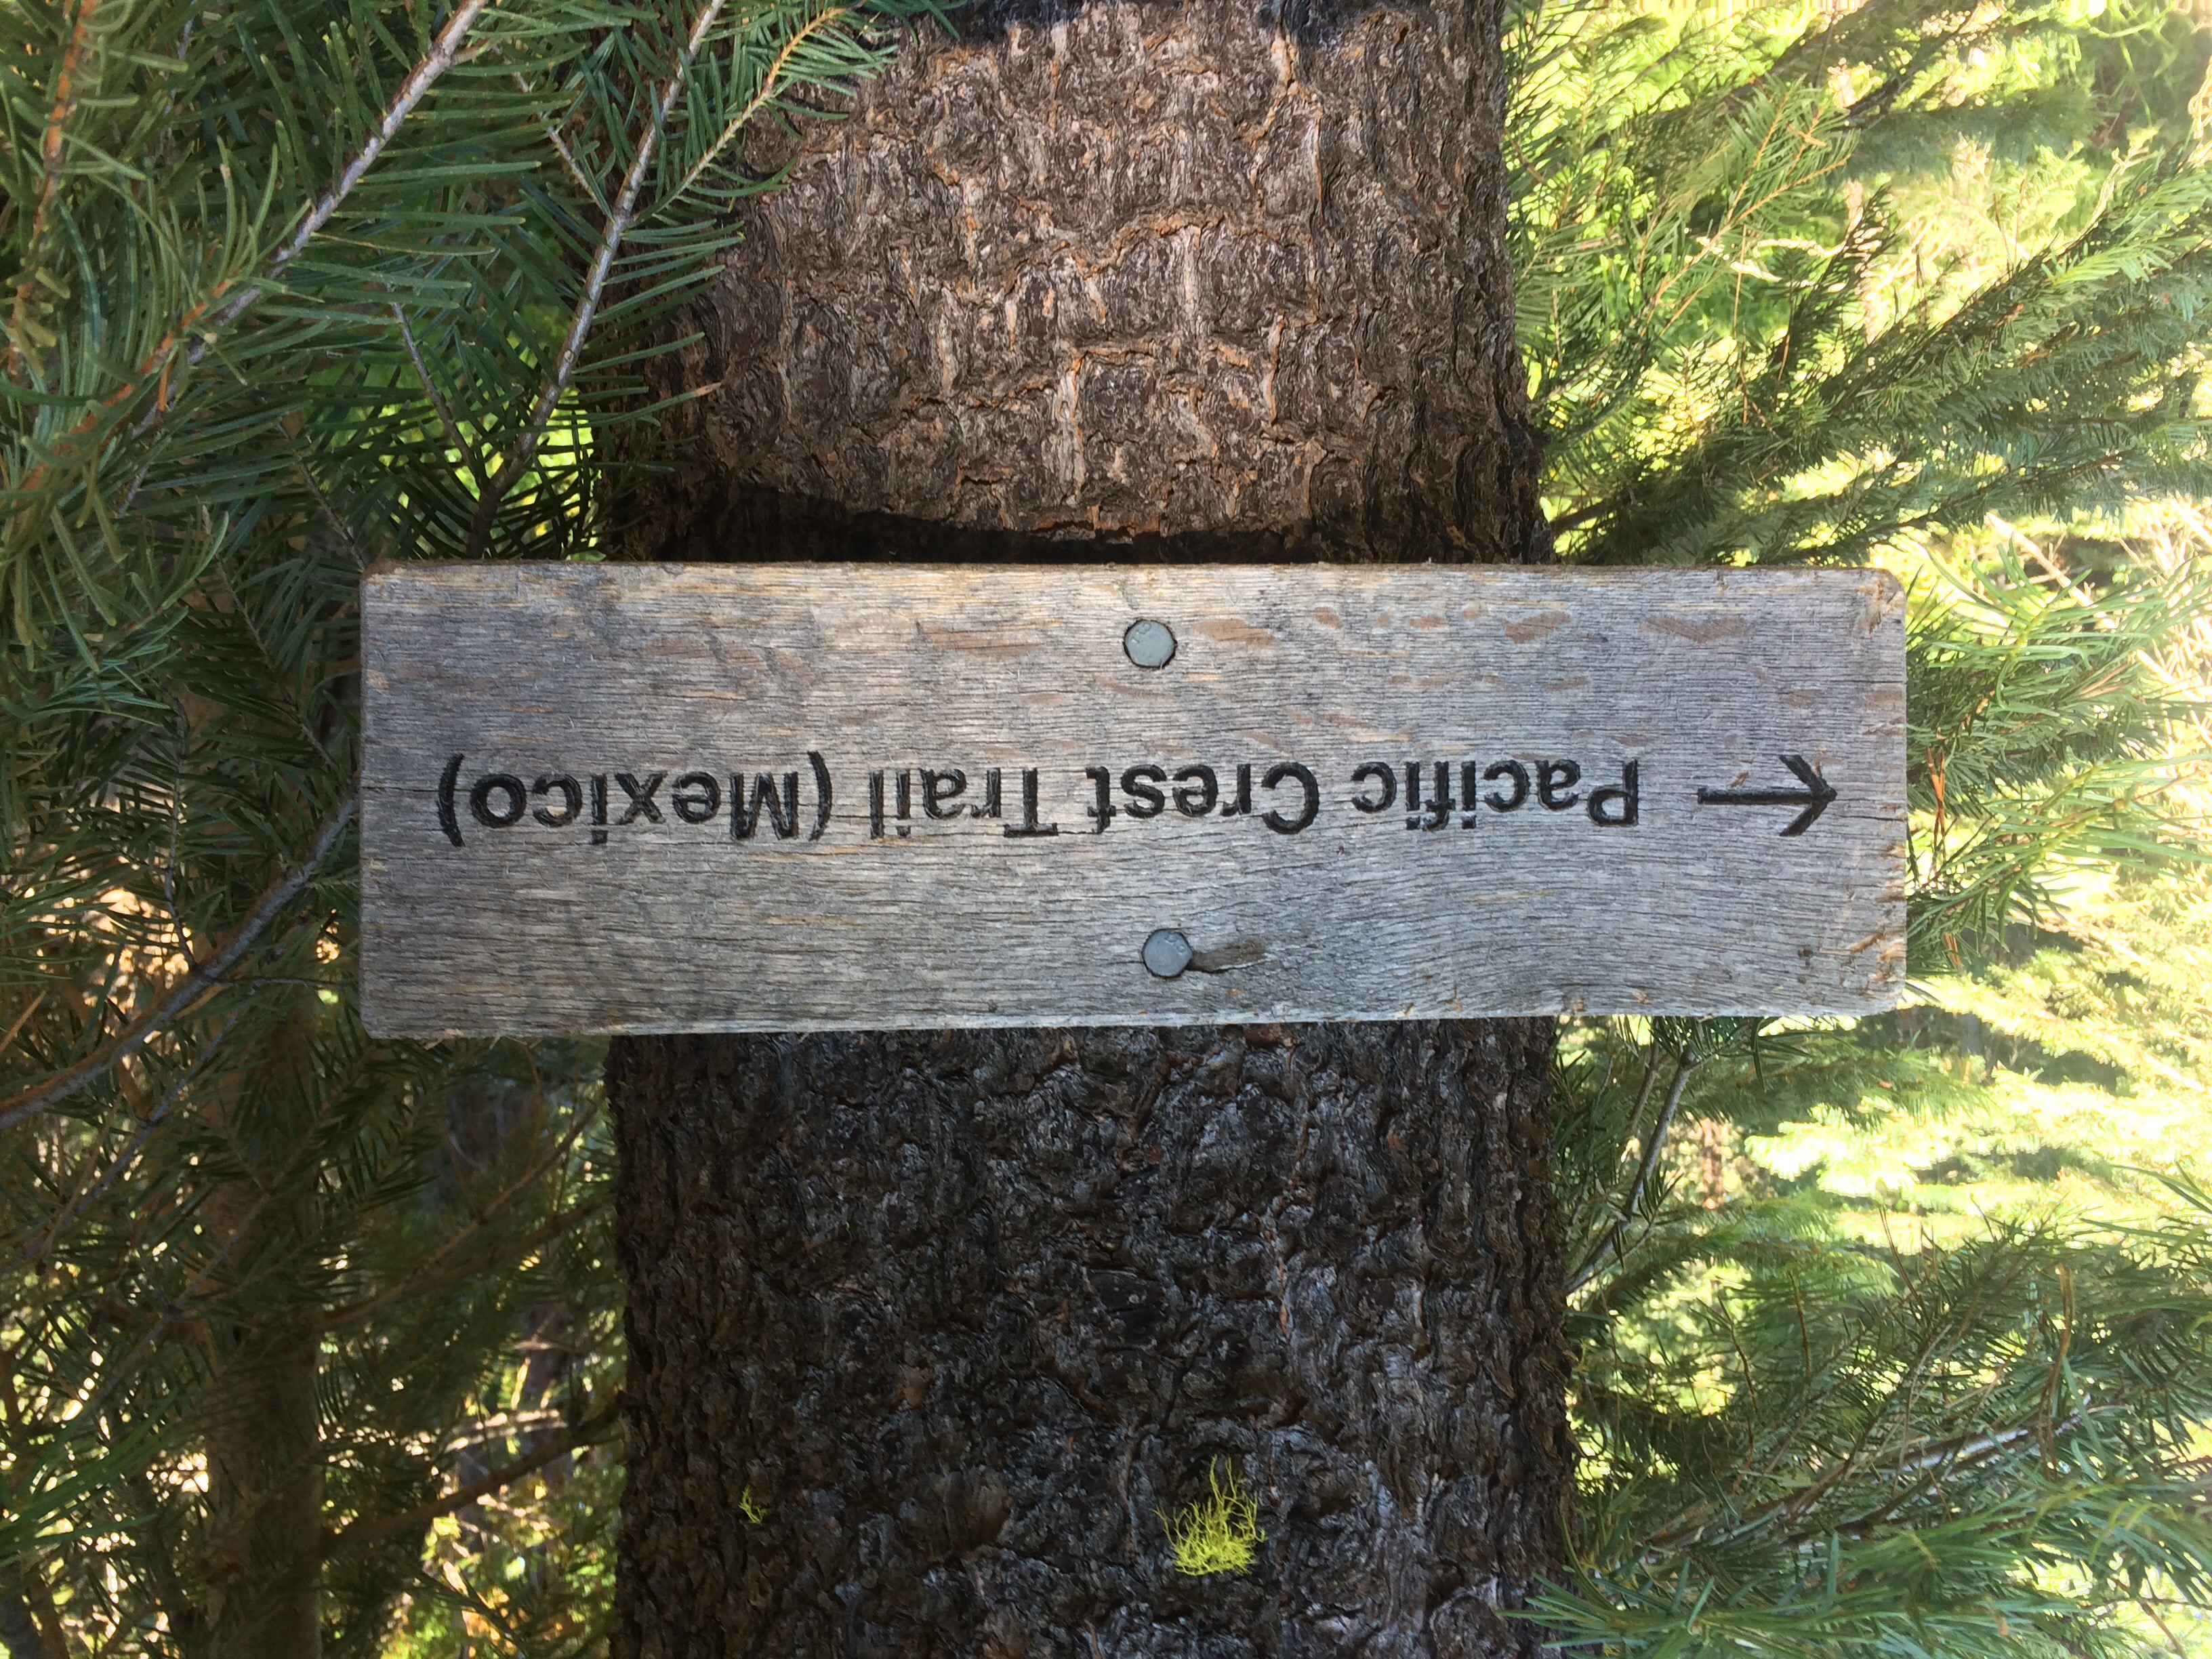 ← Pacific Crest Trail (Mexico)